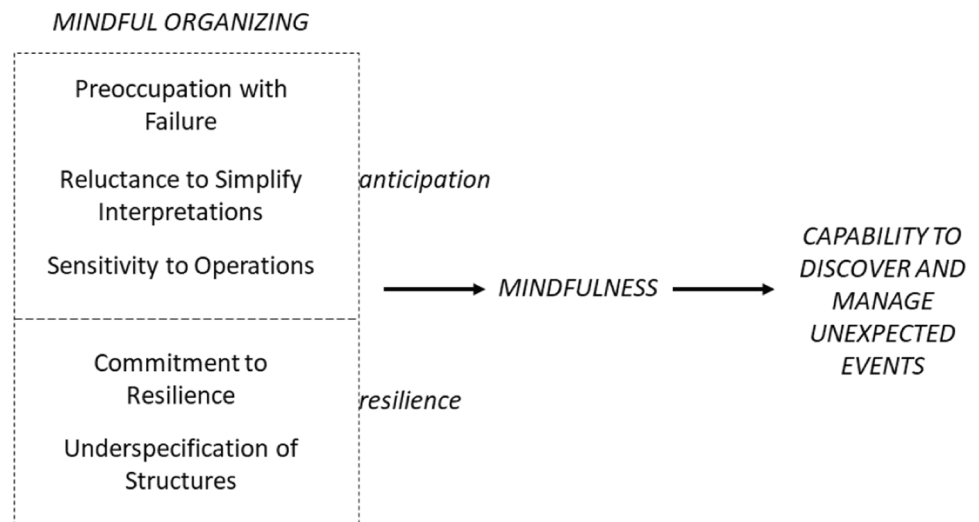 MINDFUL ORGANIZING
Preoccupation with
Failure
Reluctance to Simplify
Interpretations
anticipation
Sensitivity to Operations
MINDFULNESS
CAPABILITY TO
DISCOVER AND
MANAGE
UNEXPECTED
EVENTS
Commitment to
Resilience
resilience
Underspecification of
Structures